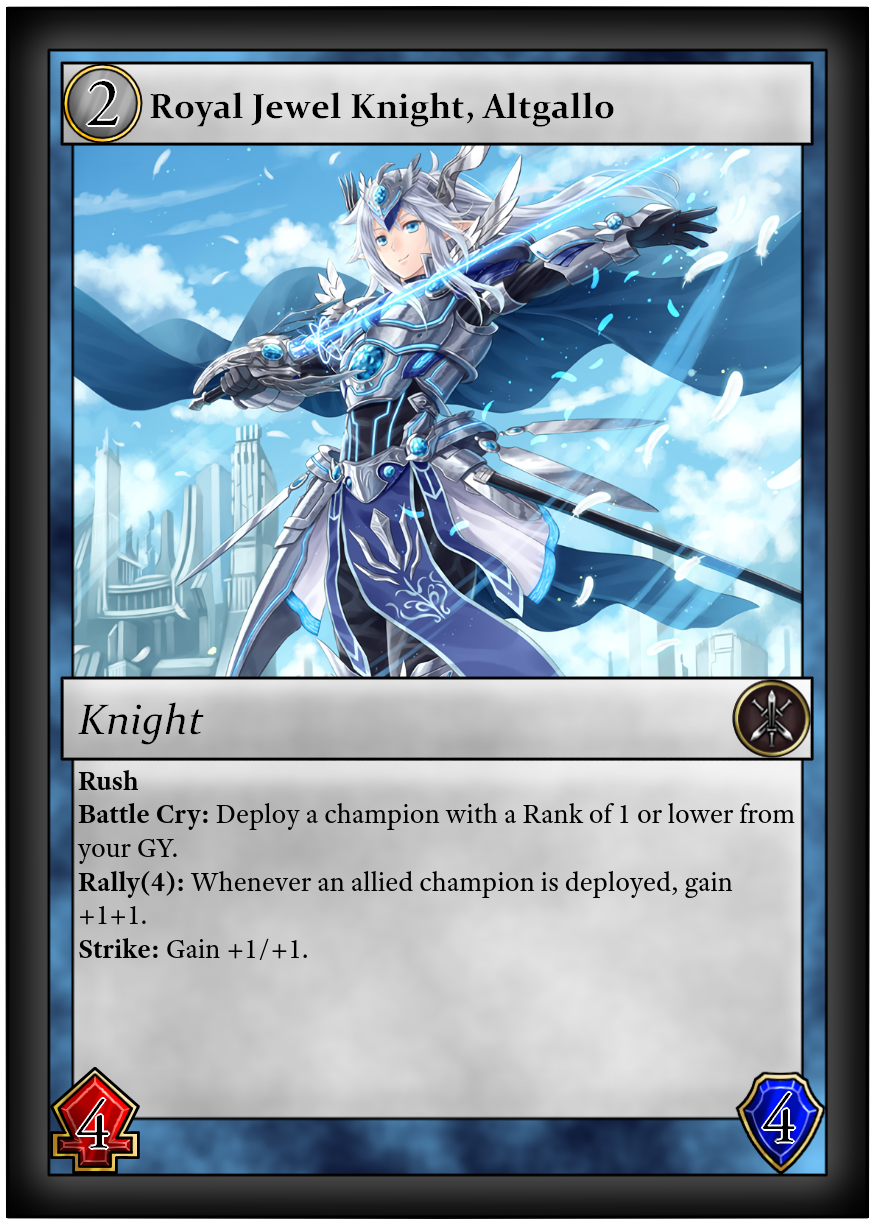 2
Royal Jewel Knight, Altgallo
Knight
Rush
Battle Cry: Deploy a champion with a Rank of 1 or lower from
your GY.
Rally(4): Whenever an allied champion is deployed, gain
+1+1.
Strike: Gain +1/+1.
4
4